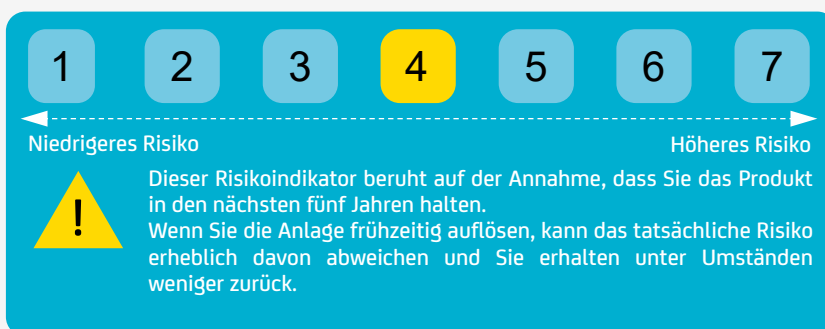 1 2 3 4 5 6 7
Niedrigeres Risiko Höheres Risiko
!
Dieser Risikoindikator beruht auf der Annahme, dass Sie das Produkt
in den nächsten fünf Jahren halten.
Wenn Sie die Anlage frühzeitig auflösen, kann das tatsächliche Risiko
erheblich davon abweichen und Sie erhalten unter Umständen
weniger zurück.